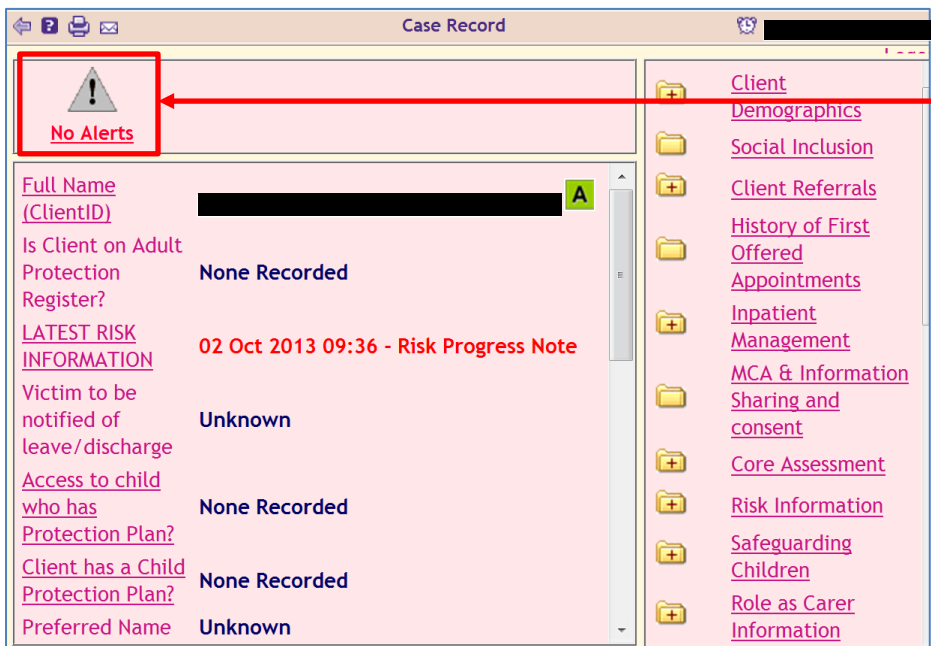 Case Record
No Alerts
Full Name
(ClientID)
A
Is Client on Adult
Protection
Register?
None Recorded
LATEST RISK
INFORMATION
02 Oct 2013 09:36 - Risk Progress Note
Victim to be
notified of
leave/discharge
Unknown
Access to child
who has
Protection Plan?
None Recorded
Client has a Child
Protection Plan?
None Recorded
Preferred Name
Unknown
Client
Demographics
Social Inclusion
Client Referrals
History of First
Offered
Appointments
Inpatient
Management
MCA & Information
Sharing and
consent
Core Assessment
Risk Information
Safeguarding
Children
Role as Carer
Information